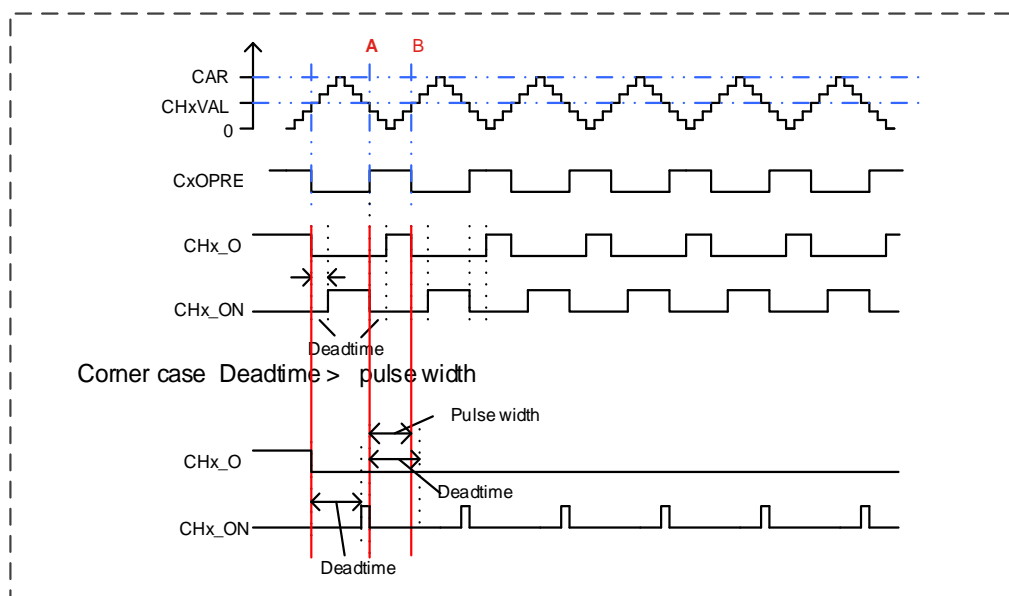 A B
CAR
CHxVAL
0
CxOPRE
CHx_O
CHx_ON
Deadtime
Corner case Deadtime > pulse width
Pulse width
CHx_O
Deadtime
CHx_ON
Deadtime